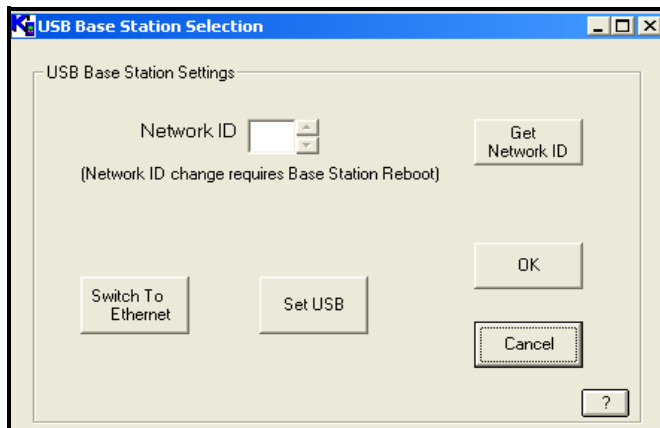 USB Base Station Selection
USB Base Station Settings
Network ID
Get
Network ID
(Network ID change requires Base Station Reboot)
OK
Switch To
Ethernet
Set USB
Cancel
?